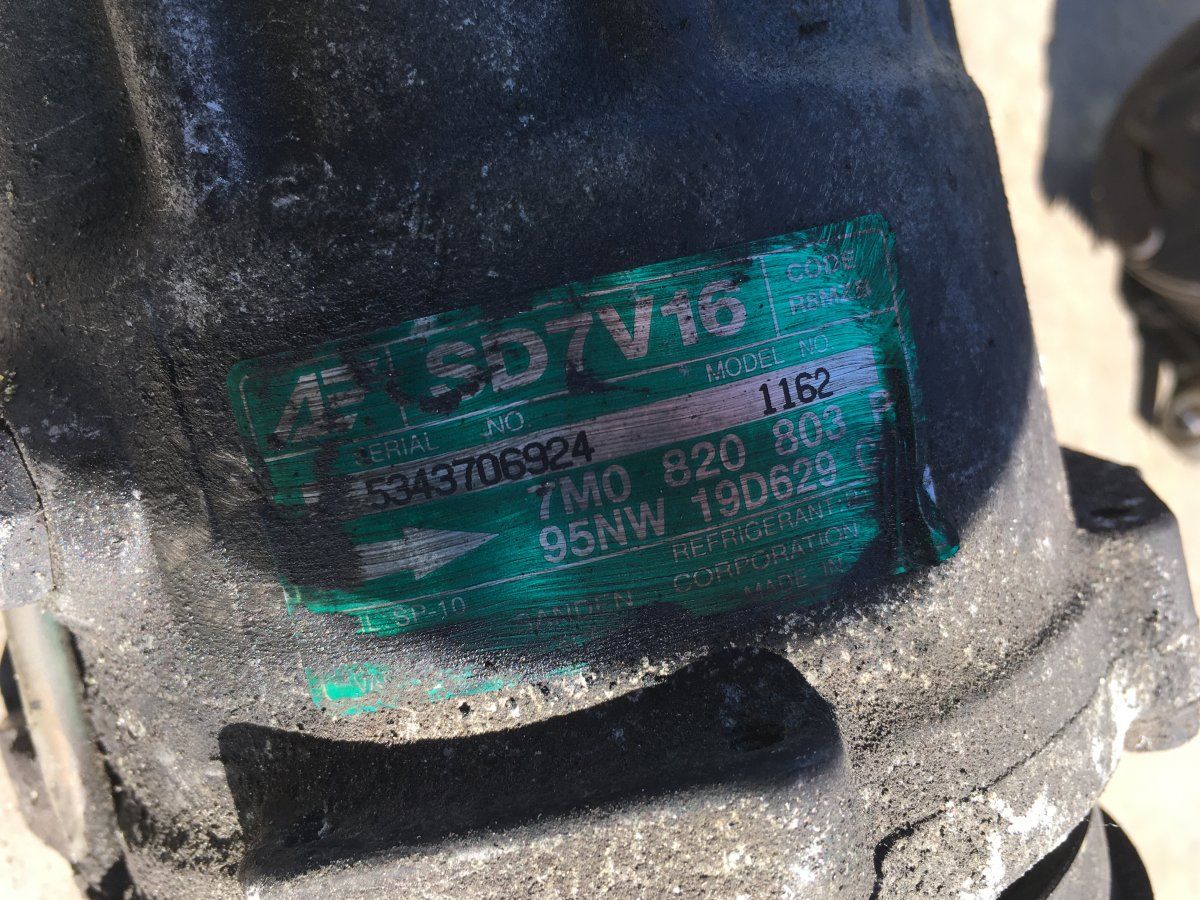 SD7V16
CODE
MODEL NO.
SERIAL NO.
1162
5343706924
7M0 820 803
95NW 19D629
REFRIGERANT
SP-10
SANDEN CORPORATION
MADE IN